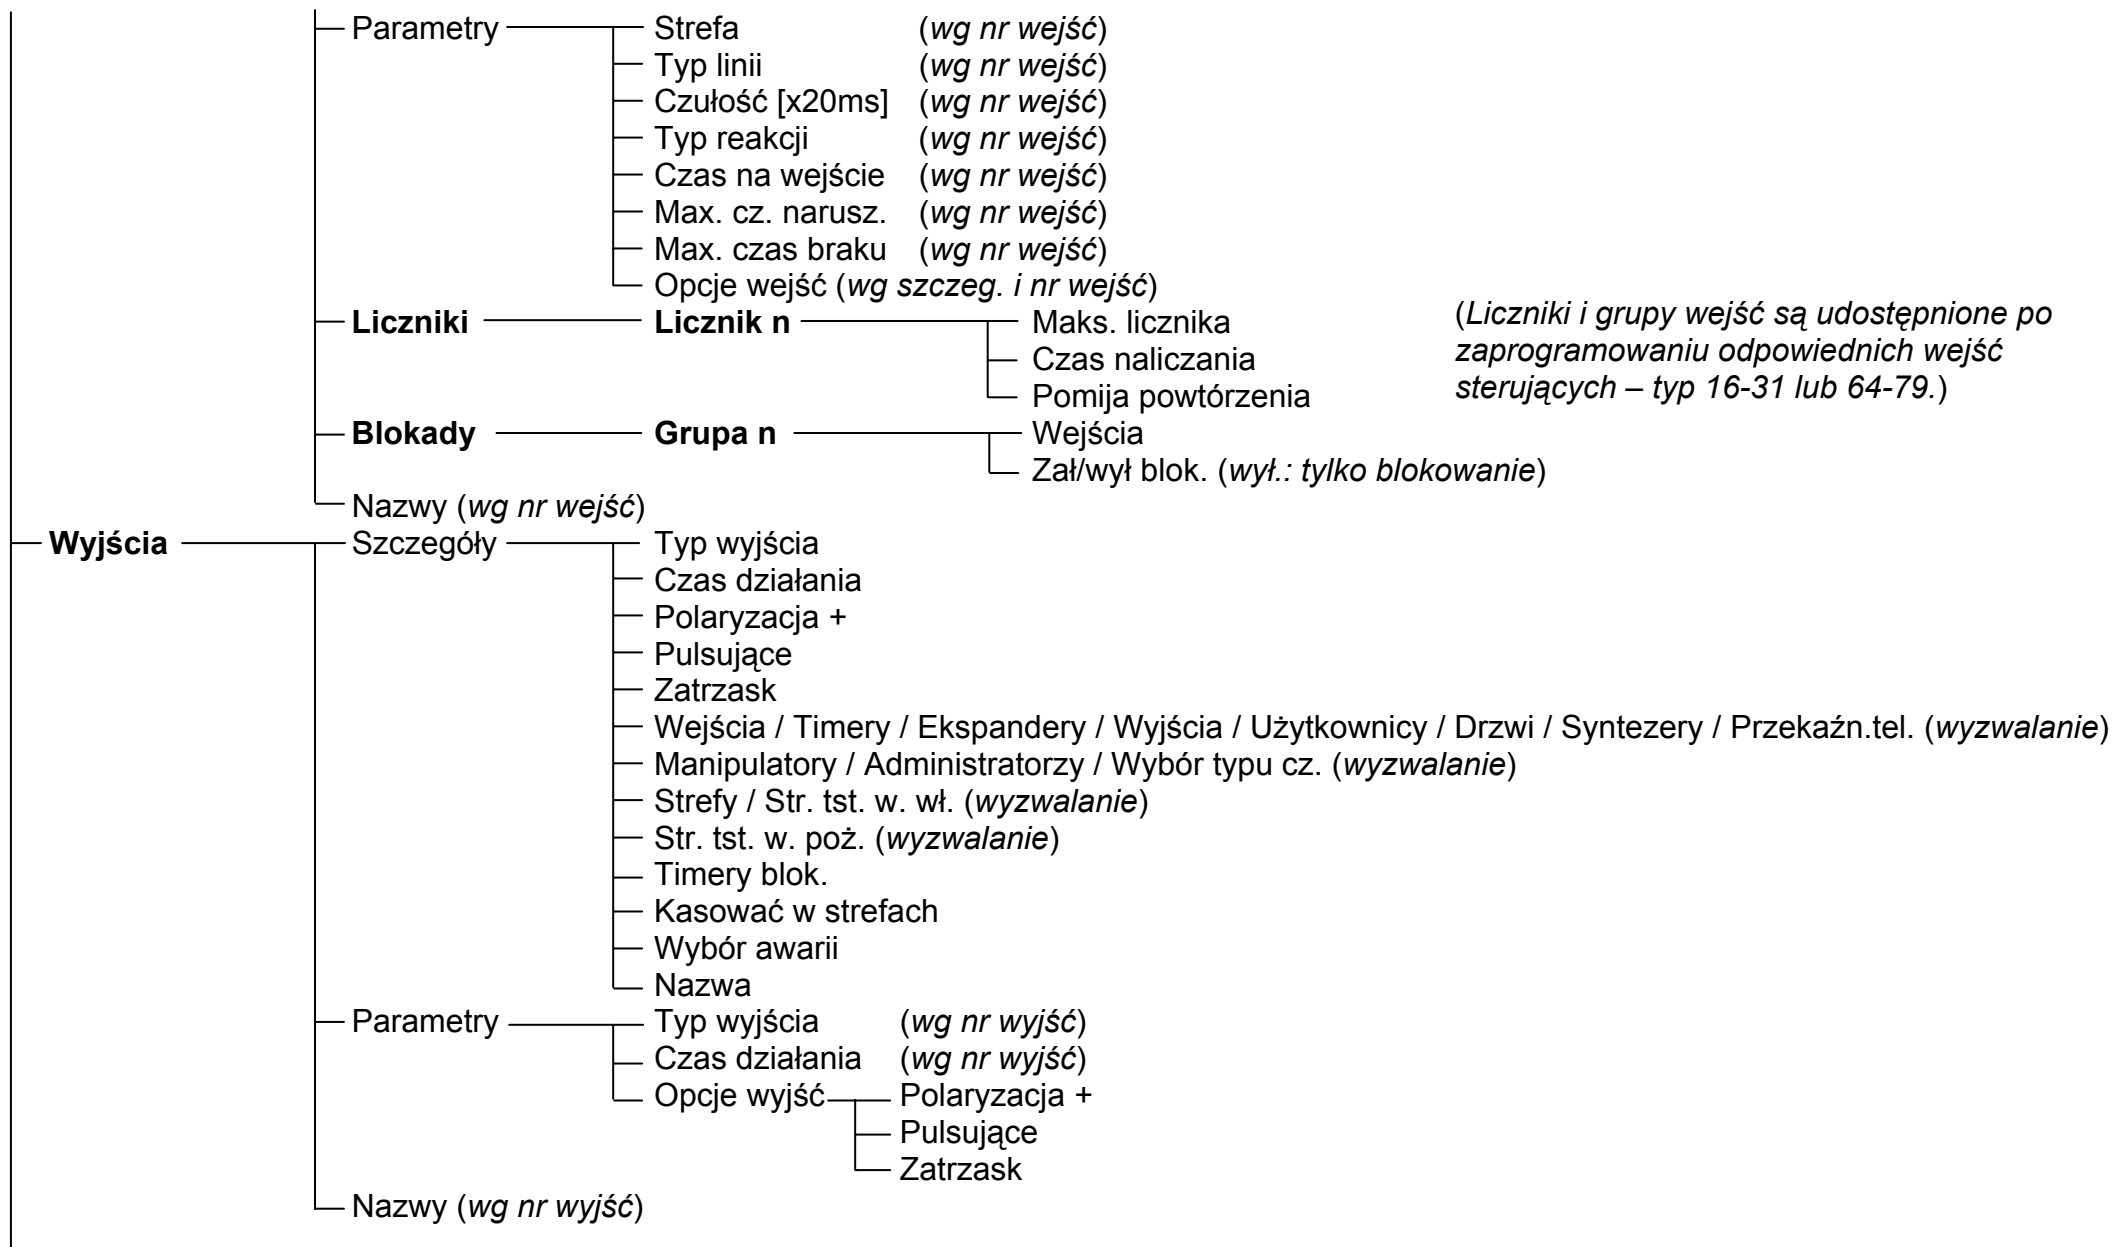 Parametry Strefa (wg nr wejść)
Typ linii (wg nr wejść)
Czułość [x20ms] (wg nr wejść)
Typ reakcji (wg nr wejść)
Czas na wejście (wg nr wejść)
Max. cz. narusz. (wg nr wejść)
Max. czas braku (wg nr wejść)
Opcje wejść (wg szczeg. i nr wejść)
Liczniki Licznik n Maks. licznika (Liczniki i grupy wejść są udostępnione po
Czas naliczania zaprogramowaniu odpowiednich wejść
Pomija powtórzenia sterujących – typ 16-31 lub 64-79.)
Blokady Grupa n Wejścia
Zał/wył blok. (wył.: tylko blokowanie)
Nazwy (wg nr wejść)
Wyjścia Szczegóły Typ wyjścia
Czas działania
Polaryzacja +
Pulsujące
Zatrzask
Wejścia / Timery / Ekspandery / Wyjścia / Użytkownicy / Drzwi / Syntezery / Przekaźn.tel. (wyzwalanie)
Manipulatory / Administratorzy / Wybór typu cz. (wyzwalanie)
Strefy / Str. tst. w. wł. (wyzwalanie)
Str. tst. w. poż. (wyzwalanie)
Timery blok.
Kasować w strefach
Wybór awarii
Nazwa
Parametry Typ wyjścia (wg nr wyjść)
Czas działania (wg nr wyjść)
Opcje wyjść Polaryzacja +
Pulsujące
Zatrzask
Nazwy (wg nr wyjść)